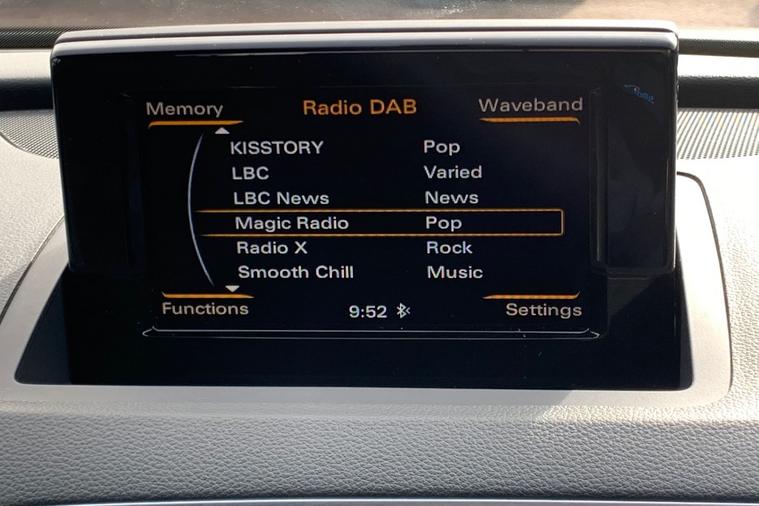 Memory Radio DAB Waveband
KISSTORY Pop
LBC Varied
LBC News News
Magic Radio Pop
Radio X Rock
Smooth Chill Music
Functions 9:52 Settings